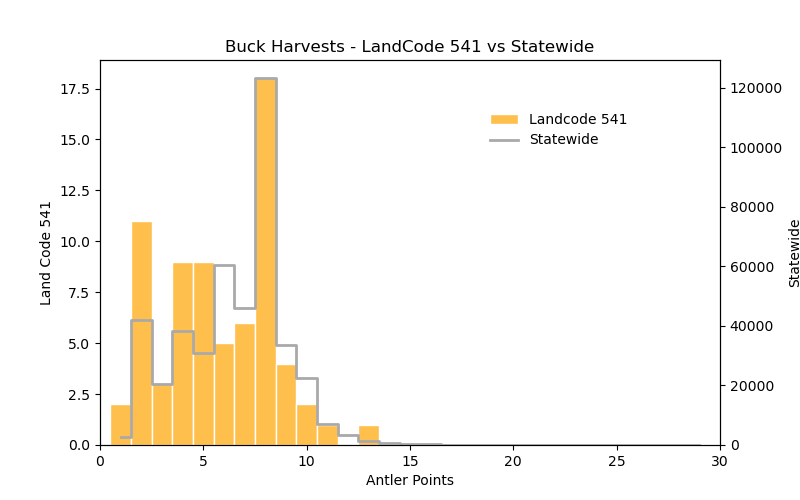 Buck Harvests - LandCode 541 vs Statewide
Land Code 541
17.5
15.0
12.5
10.0
7.5
5.0
2.5
0.0
Landcode 541
Statewide
120000
100000
80000
60000
40000
20000
0
Statewide
0 5 10 15 20 25 30
Antler Points